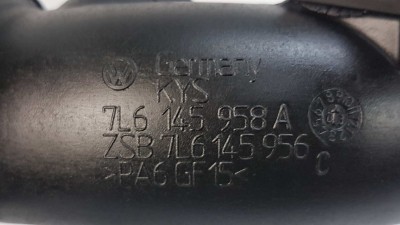 Germany
KYS
7L6 145 958 A
ZSB 7L6 145 956 C
>PA6 GF15<